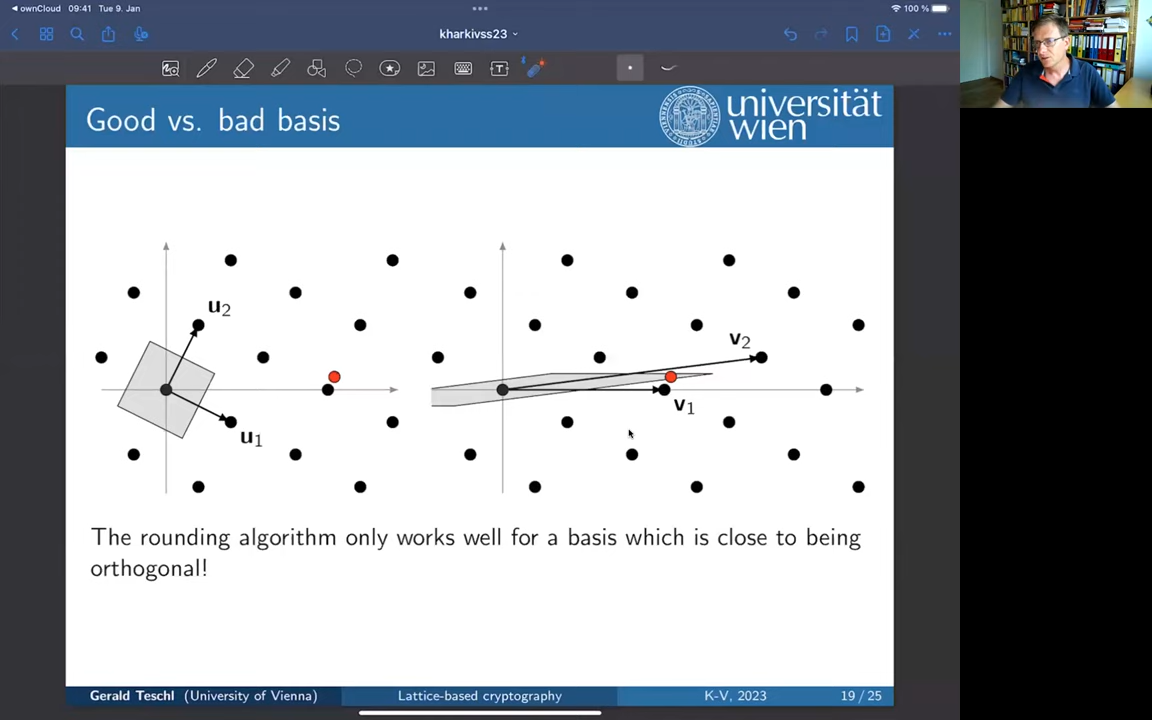 ownCloud 09:41 Tue 9. Jan
100 %
kharkivss23
Good vs. bad basis
universität
wien
u2
u1
v2
v1
The rounding algorithm only works well for a basis which is close to being
orthogonal!
Gerald Teschl (University of Vienna) Lattice-based cryptography K-V, 2023 19 / 25